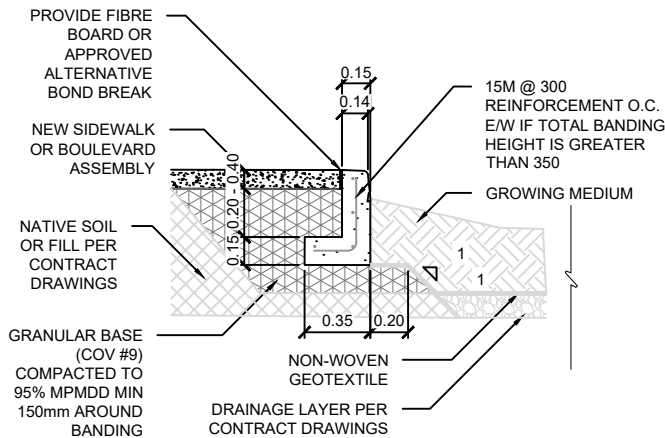 PROVIDE FIBRE
BOARD OR
APPROVED
ALTERNATIVE
BOND BREAK
NEW SIDEWALK
OR BOULEVARD
ASSEMBLY
NATIVE SOIL
OR FILL PER
CONTRACT
DRAWINGS
GRANULAR BASE
(COV #9)
COMPACTED TO
95% MPMDD MIN
150mm AROUND
BANDING
0.15
0.14
0.20 - 0.40
0.15
0.35
0.20
1
1
15M @ 300
REINFORCEMENT O.C.
E/W IF TOTAL BANDING
HEIGHT IS GREATER
THAN 350
GROWING MEDIUM
NON-WOVEN
GEOTEXTILE
DRAINAGE LAYER PER
CONTRACT DRAWINGS